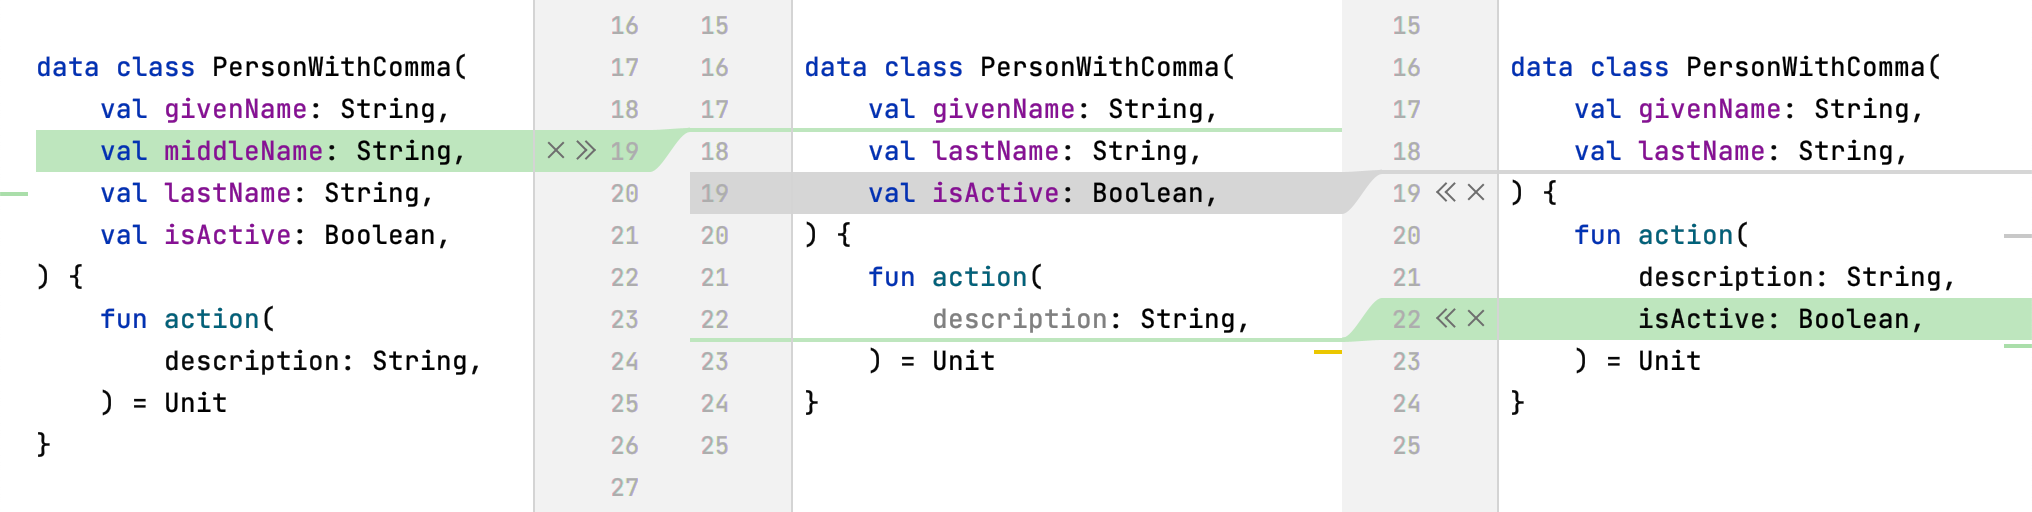 data class PersonWithComma(
    val givenName: String,
    val middleName: String,
    val lastName: String,
    val isActive: Boolean,
) {
    fun action(
        description: String,
    ) = Unit
}
16
17
18
19
20
21
22
23
24
25
26
27
15
16
17
18
19
20
21
22
23
24
25
data class PersonWithComma(
    val givenName: String,
    val lastName: String,
    val isActive: Boolean,
) {
    fun action(
        description: String,
    ) = Unit
}
15
16
17
18
19
20
21
22
23
24
25
data class PersonWithComma(
    val givenName: String,
    val lastName: String,
) {
    fun action(
        description: String,
        isActive: Boolean,
    ) = Unit
}